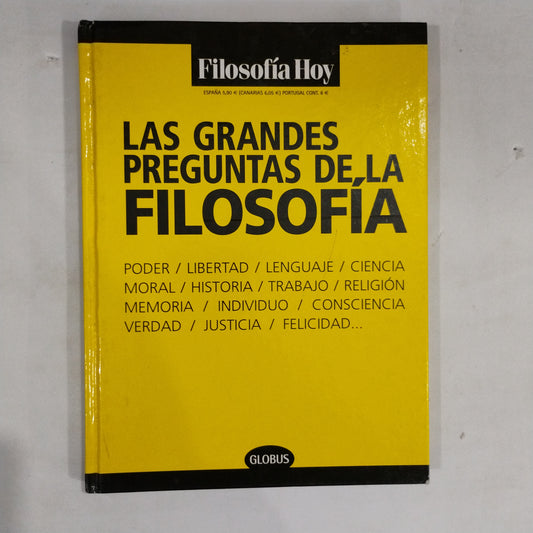 Filosofía Hoy
ESPAÑA 5,90 € (CANARIAS 6,05 €) PORTUGAL CONT. 6 €
LAS GRANDES
PREGUNTAS DE LA
FILOSOFÍA
PODER / LIBERTAD / LENGUAJE / CIENCIA
MORAL / HISTORIA / TRABAJO / RELIGIÓN
MEMORIA / INDIVIDUO / CONSCIENCIA
VERDAD / JUSTICIA / FELICIDAD...
GLOBUS